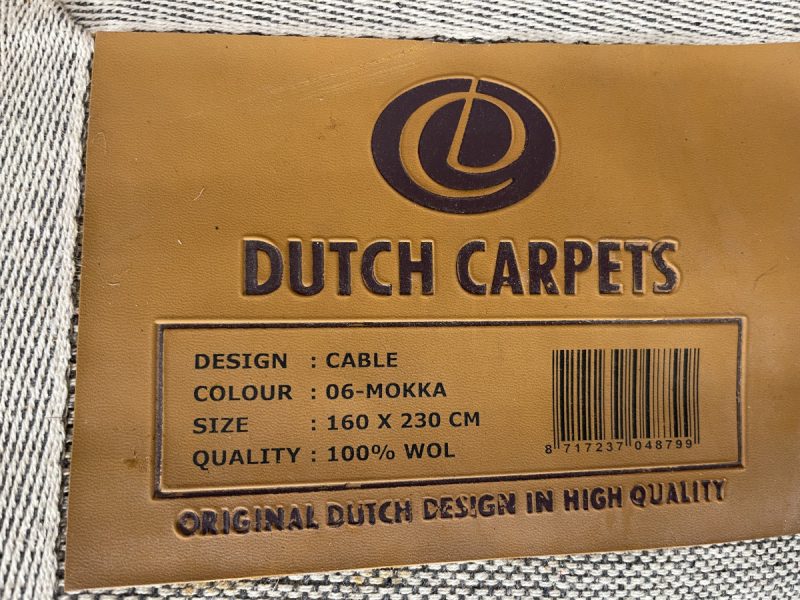 DUTCH CARPETS
DESIGN : CABLE
COLOUR : 06-MOKKA
SIZE : 160 X 230 CM
QUALITY : 100% WOL
8 717237 048799
ORIGINAL DUTCH DESIGN IN HIGH QUALITY